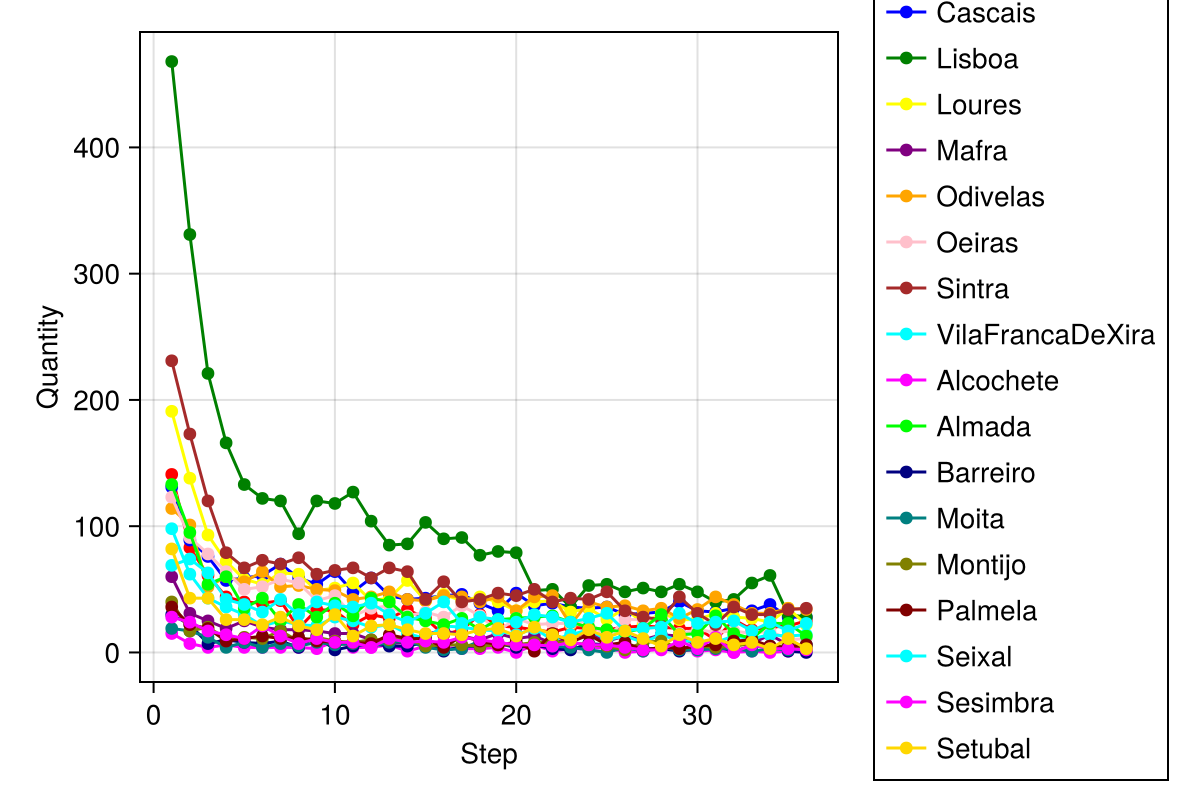 Quantity
400
300
200
100
0
0
10
20
30
Step
Cascais
Lisboa
Loures
Mafra
Odivelas
Oeiras
Sintra
VilaFrancaDeXira
Alcochete
Almada
Barreiro
Moita
Montijo
Palmela
Seixal
Sesimbra
Setubal